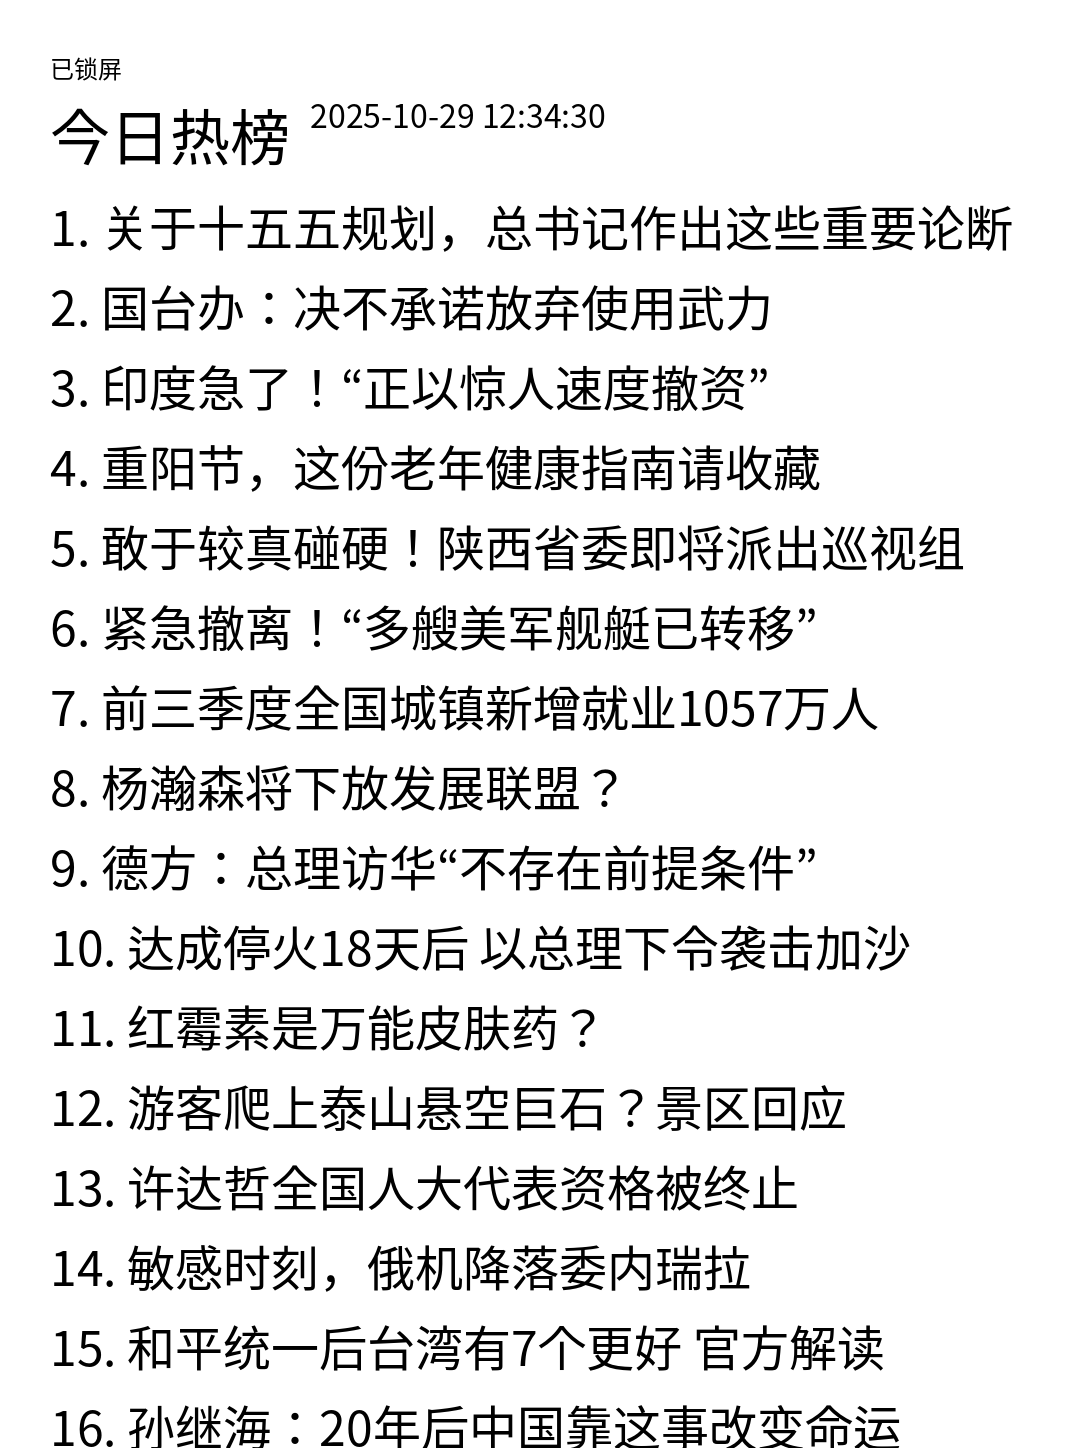 已锁屏
今日热榜 2025-10-29 12:34:30
1. 关于十五五规划，总书记作出这些重要论断
2. 国台办：决不承诺放弃使用武力
3. 印度急了！“正以惊人速度撤资”
4. 重阳节，这份老年健康指南请收藏
5. 敢于较真碰硬！陕西省委即将派出巡视组
6. 紧急撤离！“多艘美军舰艇已转移”
7. 前三季度全国城镇新增就业1057万人
8. 杨瀚森将下放发展联盟？
9. 德方：总理访华“不存在前提条件”
10. 达成停火18天后 以总理下令袭击加沙
11. 红霉素是万能皮肤药？
12. 游客爬上泰山悬空巨石？景区回应
13. 许达哲全国人大代表资格被终止
14. 敏感时刻，俄机降落委内瑞拉
15. 和平统一后台湾有7个更好 官方解读
16. 孙继海：20年后中国靠这事改变命运